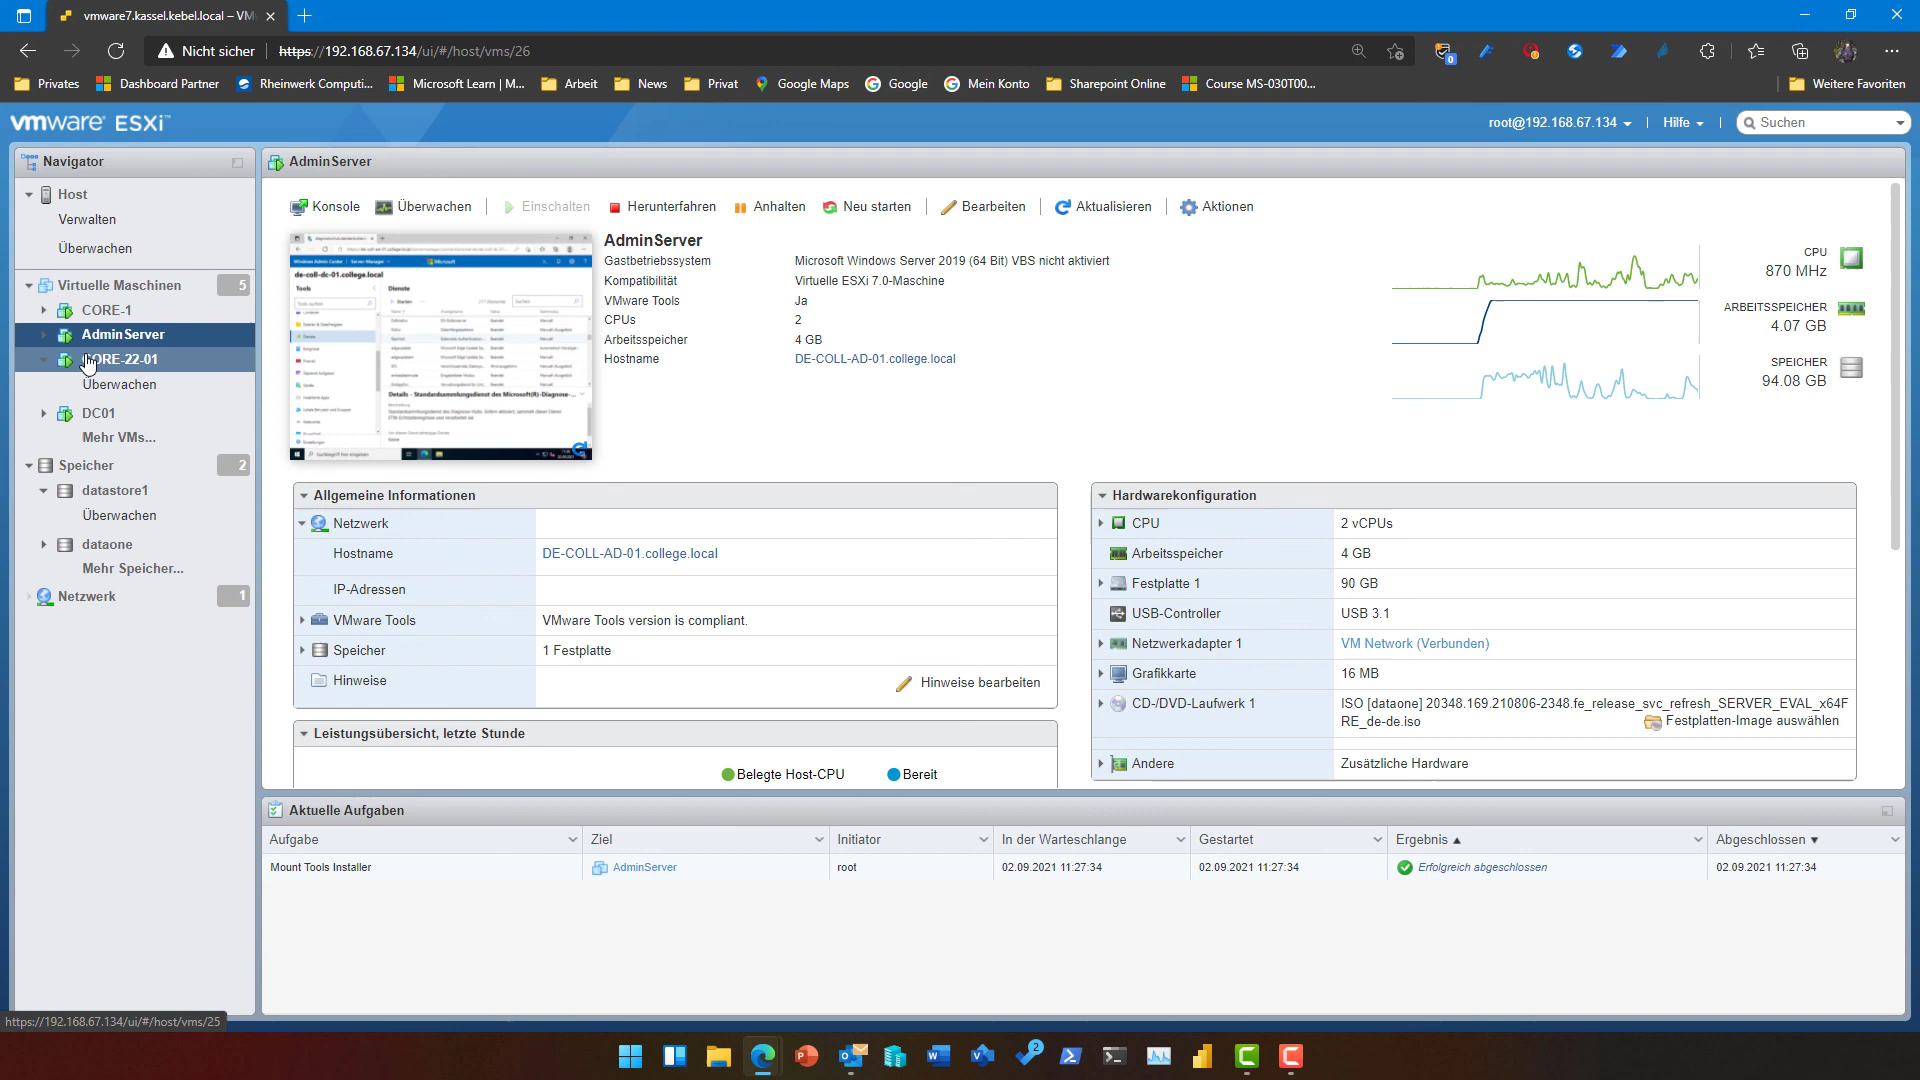 vmware7.kassel.kebel.local – VM
Nicht sicher
https://192.168.67.134/ui/#/host/vms/26
0
Privates
Dashboard Partner
Rheinwerk Computi...
Microsoft Learn | M...
Arbeit
News
Privat
Google Maps
Google
Mein Konto
Sharepoint Online
Course MS-030T00...
Weitere Favoriten
vmware ESXi™
root@192.168.67.134
Hilfe
Suchen
Navigator
Host
Verwalten
Überwachen
Virtuelle Maschinen
5
CORE-1
AdminServer
CORE-22-01
Überwachen
DC01
Mehr VMs...
Speicher
2
datastore1
Überwachen
dataone
Mehr Speicher...
Netzwerk
1
AdminServer
Konsole
Überwachen
Einschalten
Herunterfahren
Anhalten
Neu starten
Bearbeiten
Aktualisieren
Aktionen
de-coll-dc-01.college.local
Tools
Dienste
AdminServer
Gastbetriebssystem
Microsoft Windows Server 2019 (64 Bit) VBS nicht aktiviert
Kompatibilität
Virtuelle ESXi 7.0-Maschine
VMware Tools
Ja
CPUs
2
Arbeitsspeicher
4 GB
Hostname
DE-COLL-AD-01.college.local
CPU
870 MHz
ARBEITSSPEICHER
4.07 GB
SPEICHER
94.08 GB
Allgemeine Informationen
Netzwerk
Hostname
DE-COLL-AD-01.college.local
IP-Adressen
VMware Tools
VMware Tools version is compliant.
Speicher
1 Festplatte
Hinweise
Hinweise bearbeiten
Leistungsübersicht, letzte Stunde
Belegte Host-CPU
Bereit
Hardwarekonfiguration
CPU
2 vCPUs
Arbeitsspeicher
4 GB
Festplatte 1
90 GB
USB-Controller
USB 3.1
Netzwerkadapter 1
VM Network (Verbunden)
Grafikkarte
16 MB
CD-/DVD-Laufwerk 1
ISO [dataone] 20348.169.210806-2348.fe_release_svc_refresh_SERVER_EVAL_x64F
RE_de-de.iso
Festplatten-Image auswählen
Andere
Zusätzliche Hardware
Aktuelle Aufgaben
Aufgabe
Ziel
Initiator
In der Warteschlange
Gestartet
Ergebnis
Abgeschlossen
Mount Tools Installer
AdminServer
root
02.09.2021 11:27:34
02.09.2021 11:27:34
Erfolgreich abgeschlossen
02.09.2021 11:27:34
https://192.168.67.134/ui/#/host/vms/25
2